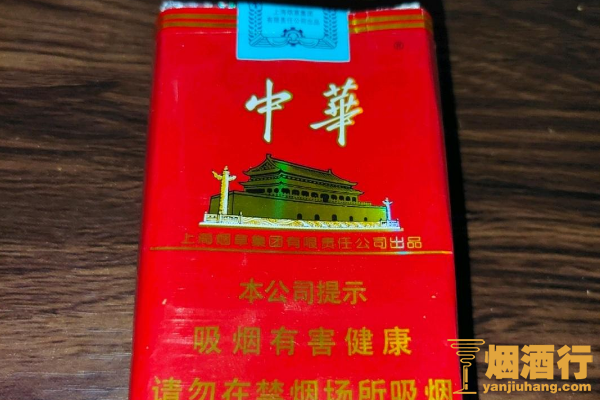 中華
上海烟草集团有限责任公司出品
本公司提示
吸烟有害健康
请勿在禁烟场所吸烟
烟酒行
yanjiuhang.com